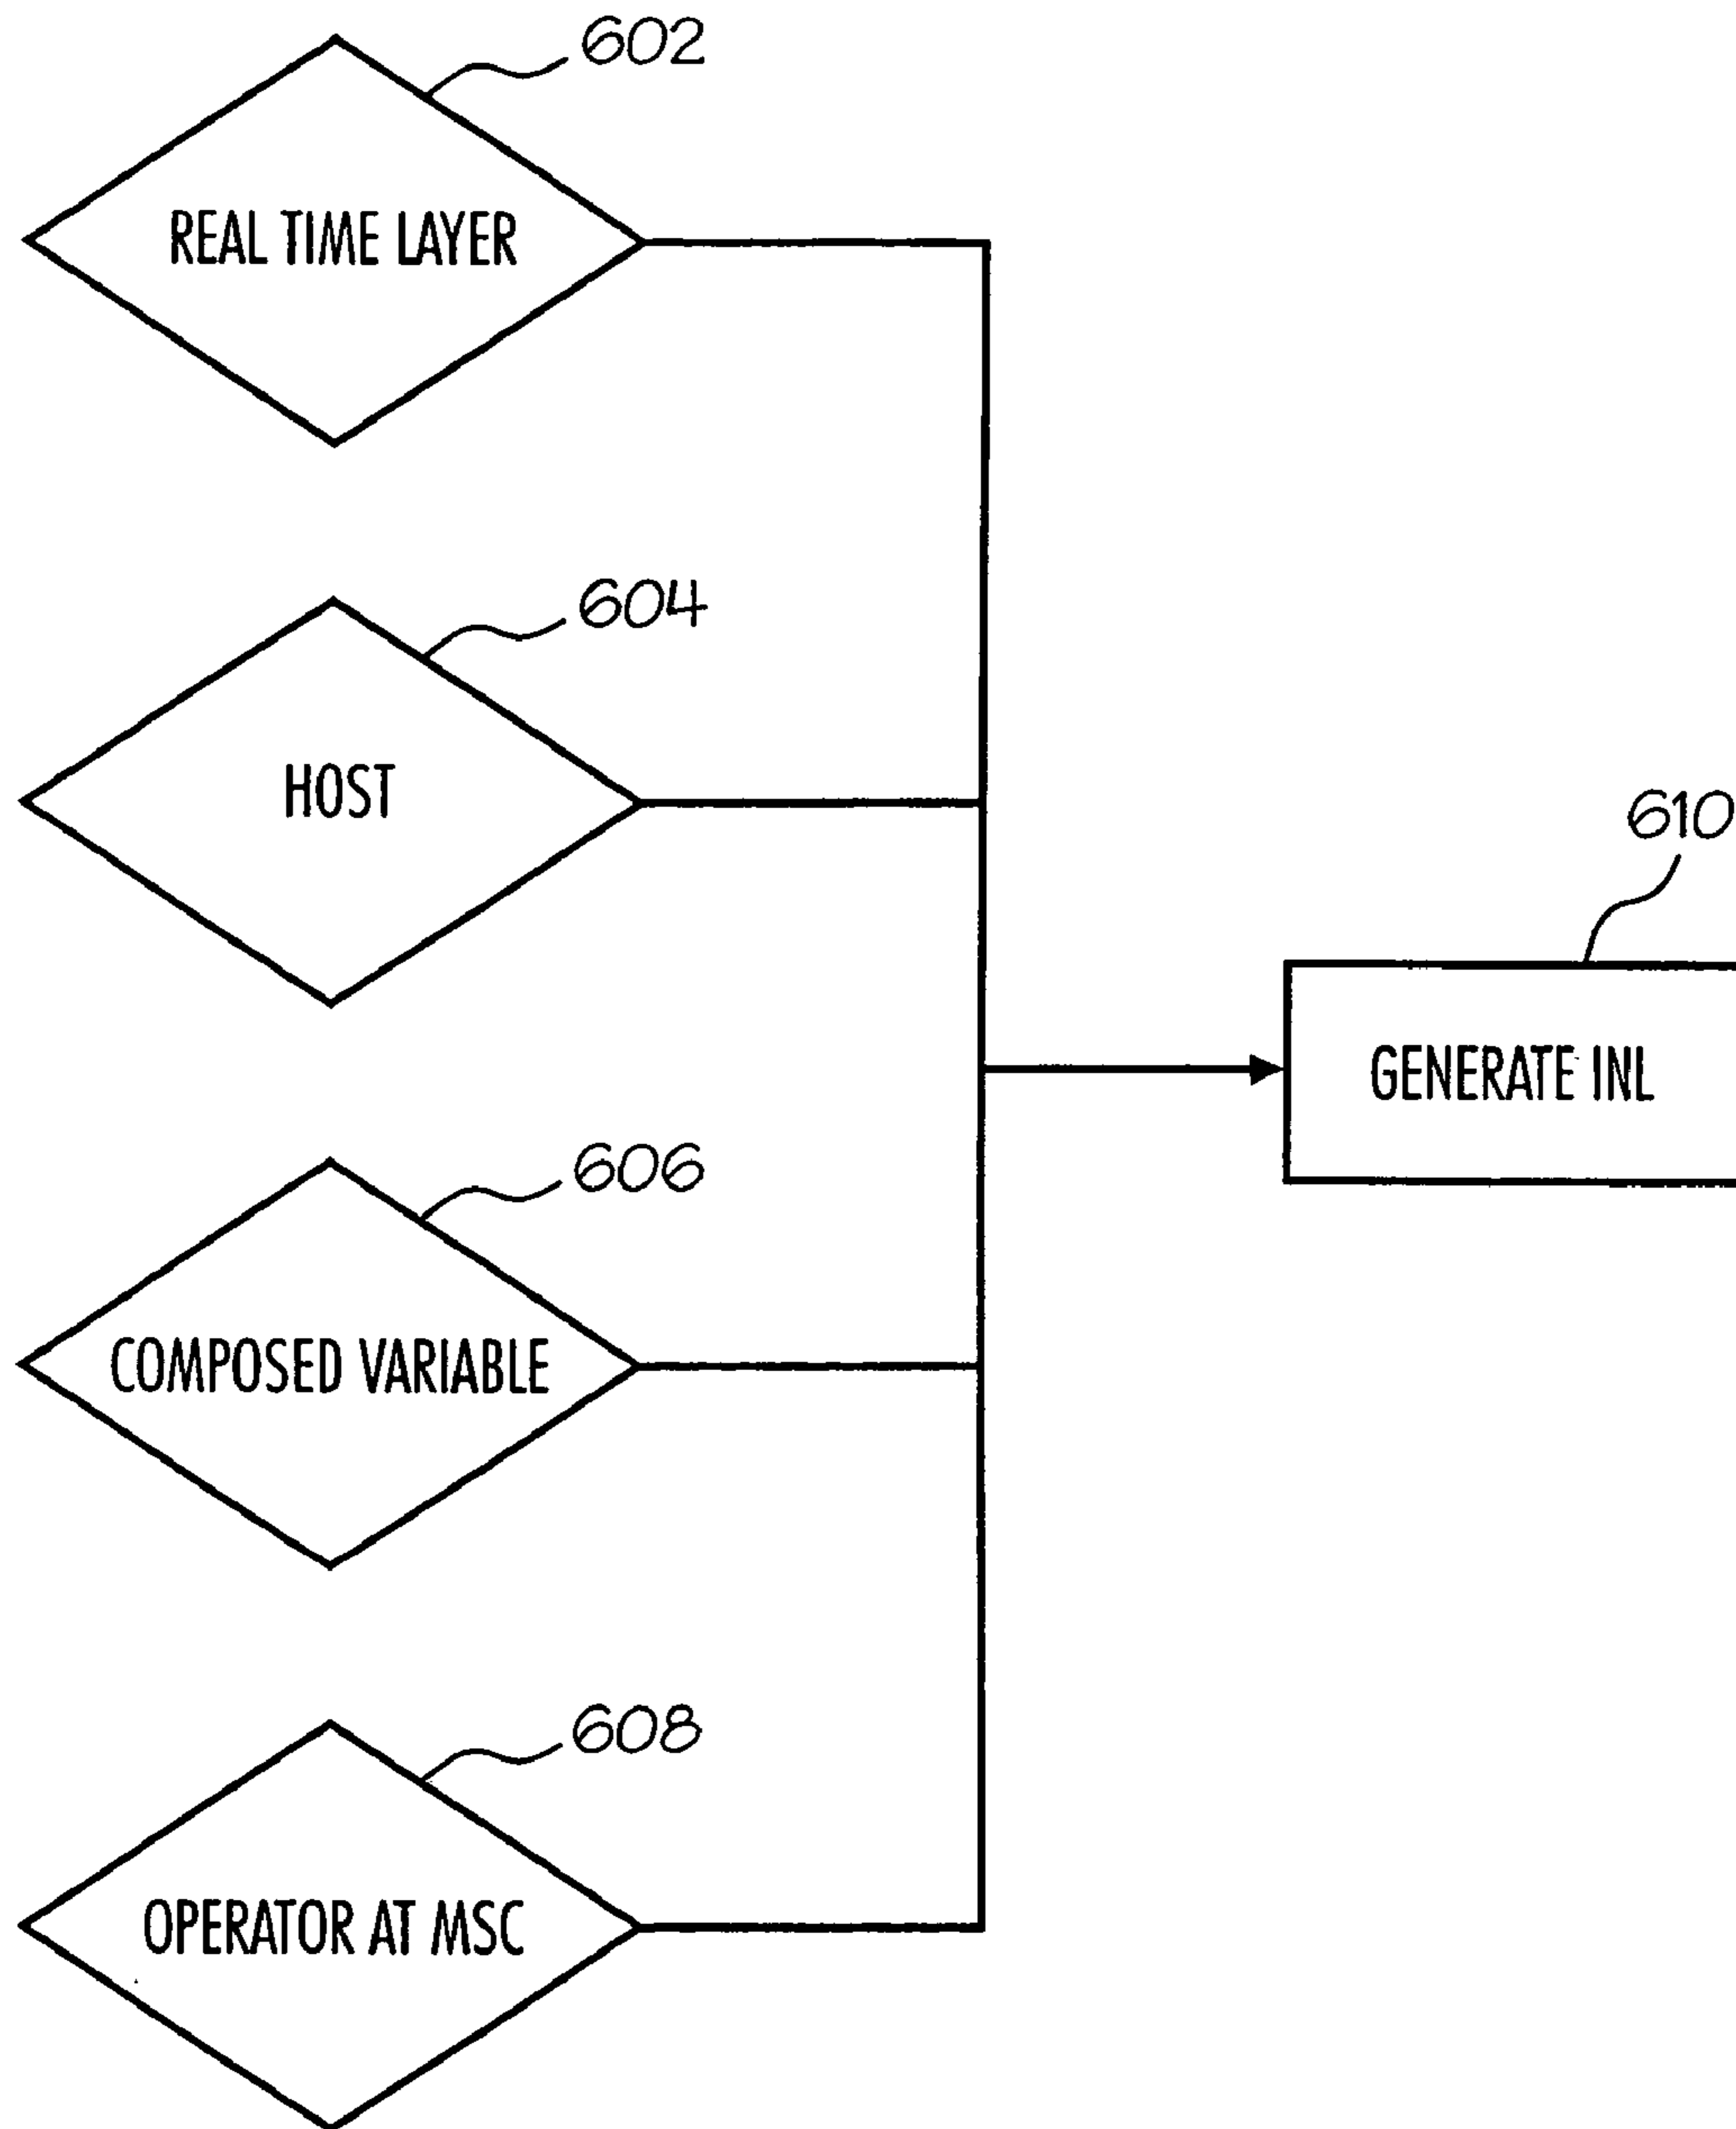 602
REAL TIME LAYER
604
HOST
610
GENERATE INL
606
COMPOSED VARIABLE
608
OPERATOR AT MSC